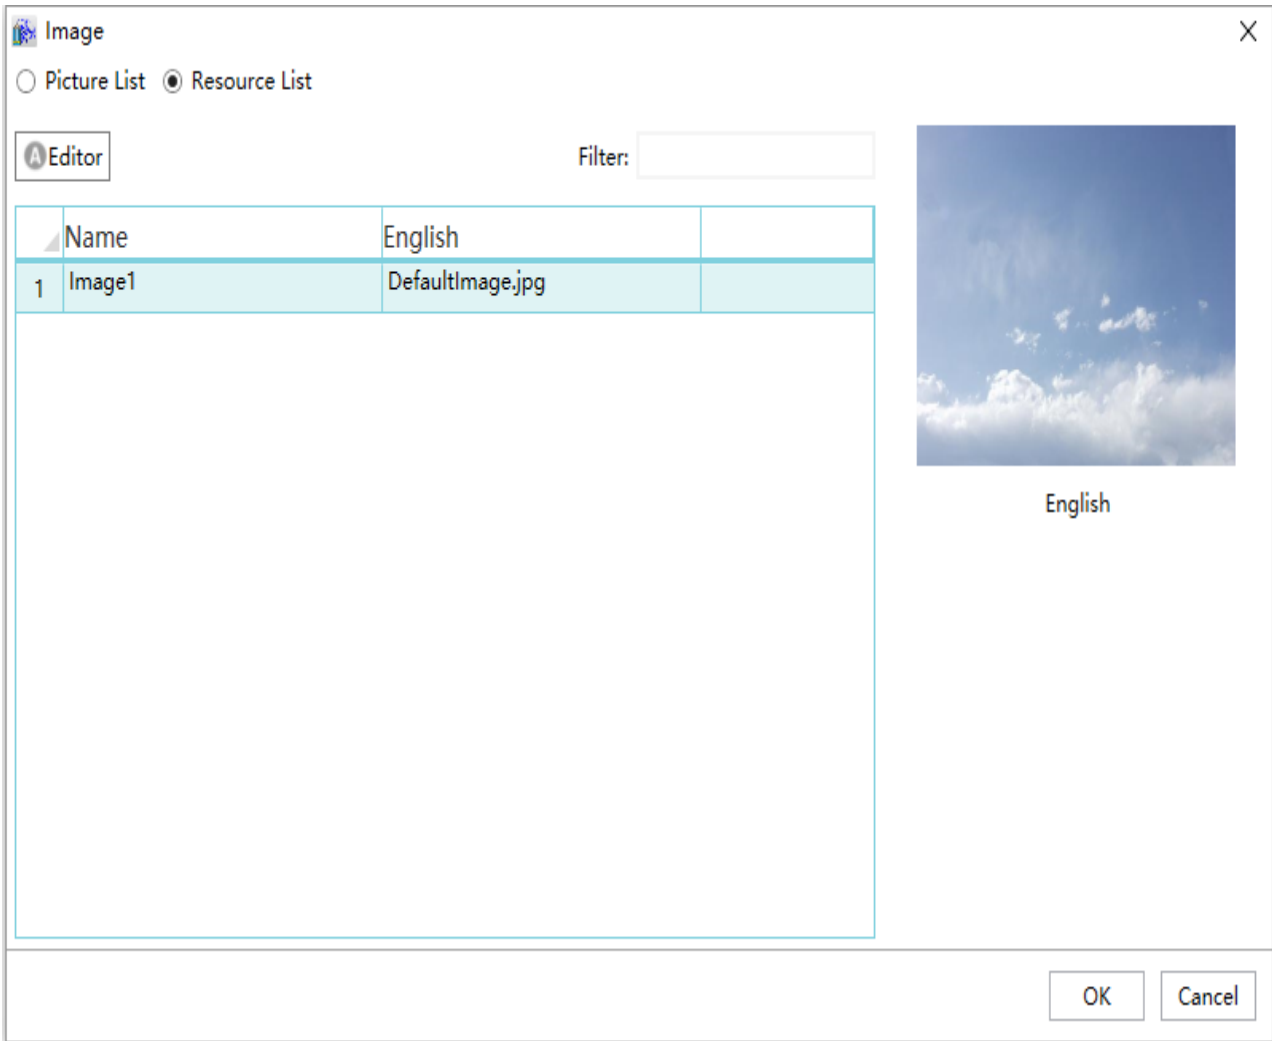 Image
Picture List Resource List
Editor Filter:
Name English
1 Image1 DefaultImage.jpg
English
OK Cancel